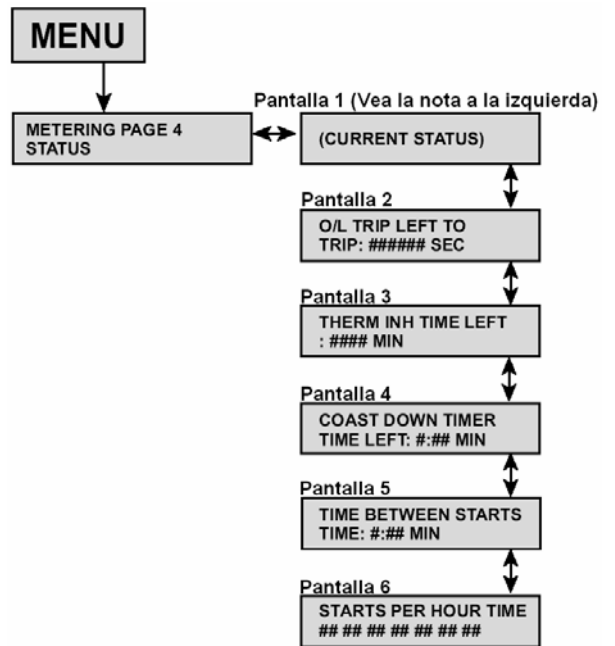 MENU
Pantalla 1 (Vea la nota a la izquierda)
METERING PAGE 4
STATUS
(CURRENT STATUS)
Pantalla 2
O/L TRIP LEFT TO
TRIP: ###### SEC
Pantalla 3
THERM INH TIME LEFT
: #### MIN
Pantalla 4
COAST DOWN TIMER
TIME LEFT: #:## MIN
Pantalla 5
TIME BETWEEN STARTS
TIME: #:## MIN
Pantalla 6
STARTS PER HOUR TIME
## ## ## ## ## ## ##